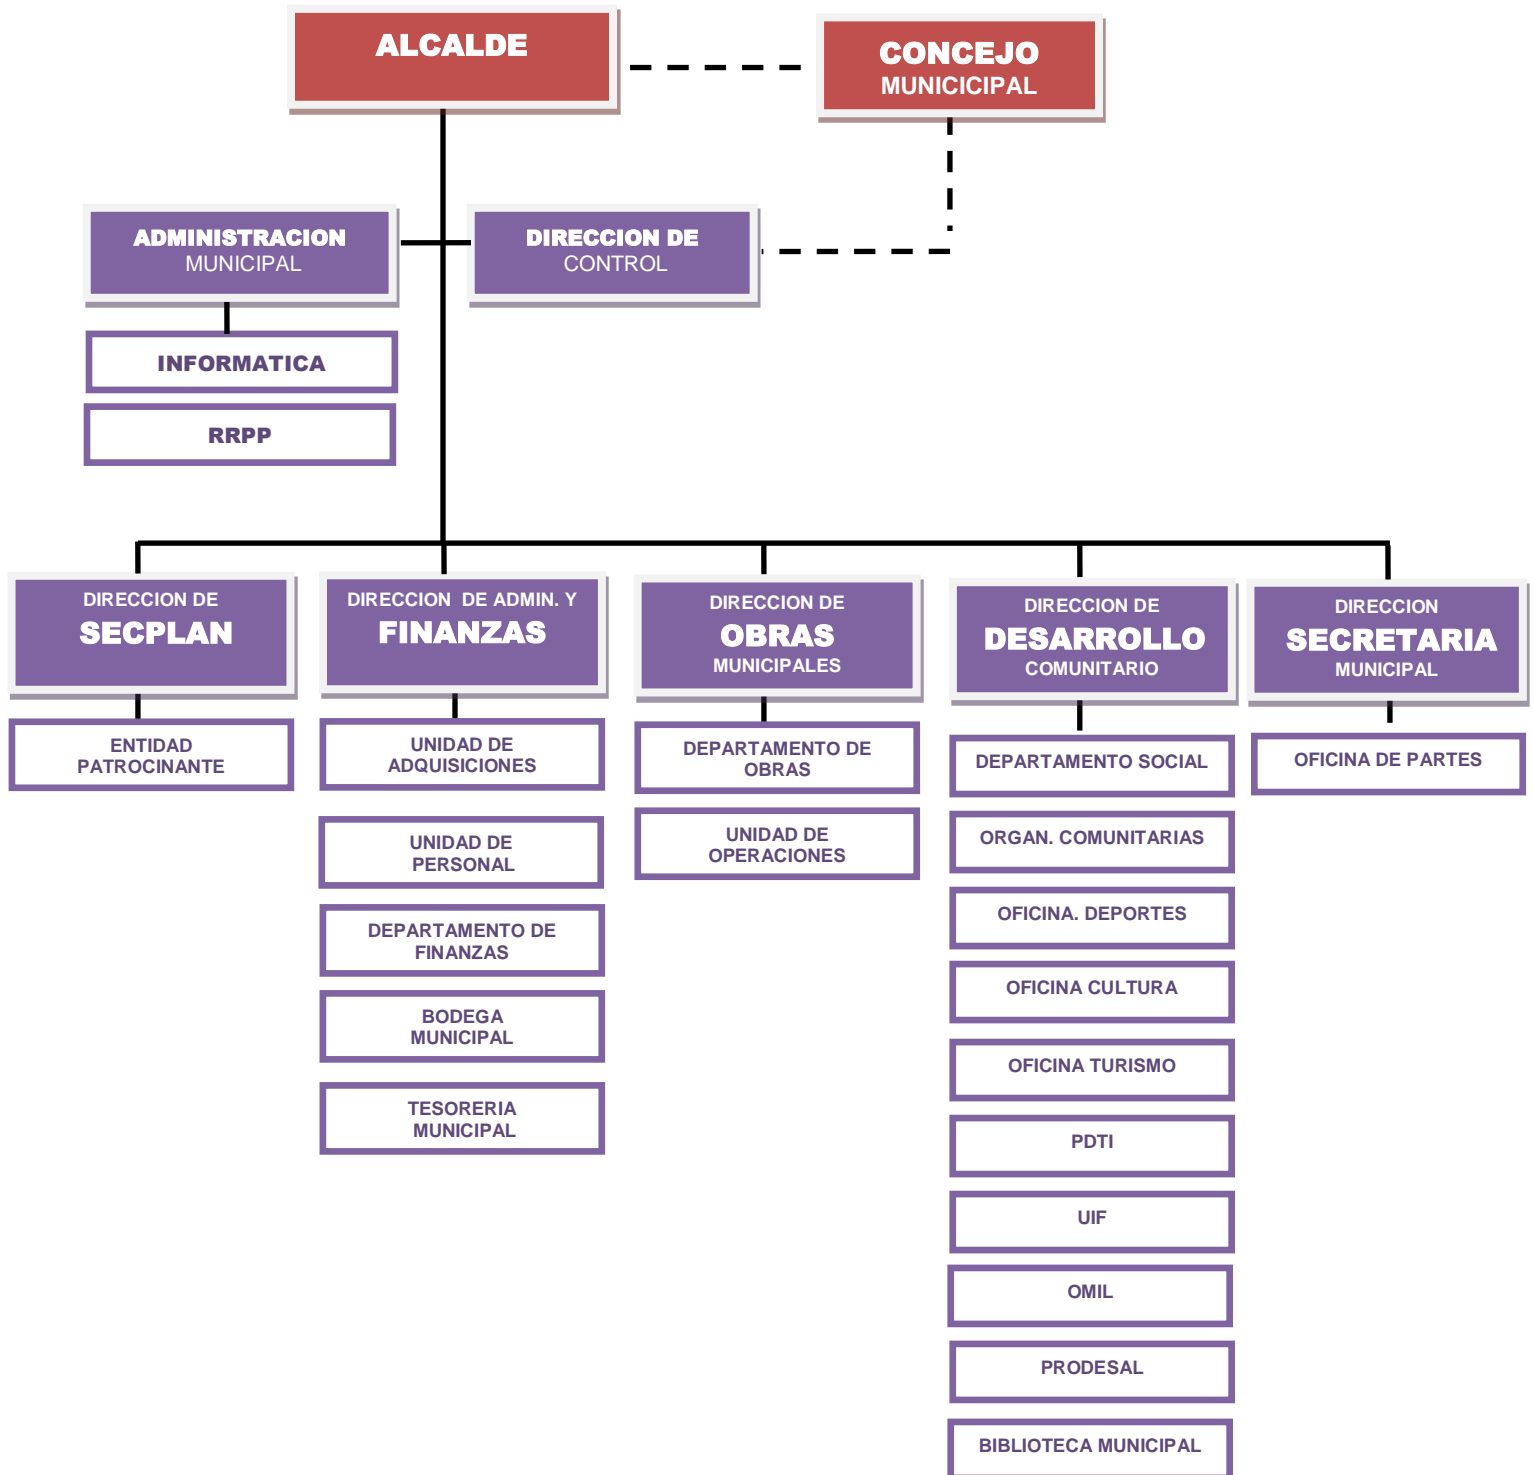 ALCALDE
CONCEJO
MUNICICIPAL
ADMINISTRACION
MUNICIPAL
DIRECCION DE
CONTROL
INFORMATICA
RRPP
DIRECCION DE
SECPLAN
DIRECCION DE ADMIN. Y
FINANZAS
DIRECCION DE
OBRAS
MUNICIPALES
DIRECCION DE
DESARROLLO
COMUNITARIO
DIRECCION
SECRETARIA
MUNICIPAL
ENTIDAD
PATROCINANTE
UNIDAD DE
ADQUISICIONES
UNIDAD DE
PERSONAL
DEPARTAMENTO DE
FINANZAS
BODEGA
MUNICIPAL
TESORERIA
MUNICIPAL
DEPARTAMENTO DE
OBRAS
UNIDAD DE
OPERACIONES
DEPARTAMENTO SOCIAL
ORGAN. COMUNITARIAS
OFICINA. DEPORTES
OFICINA CULTURA
OFICINA TURISMO
PDTI
UIF
OMIL
PRODESAL
BIBLIOTECA MUNICIPAL
OFICINA DE PARTES